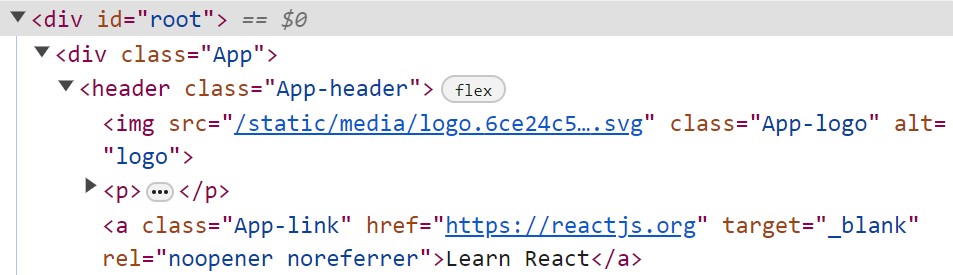 <div id="root"> == $0
<div class="App">
<header class="App-header"> flex
<img src="/static/media/logo.6ce24c5….svg" class="App-logo" alt=
"logo">
<p> ••• </p>
<a class="App-link" href="https://reactjs.org" target="_blank"
rel="noopener noreferrer">Learn React</a>